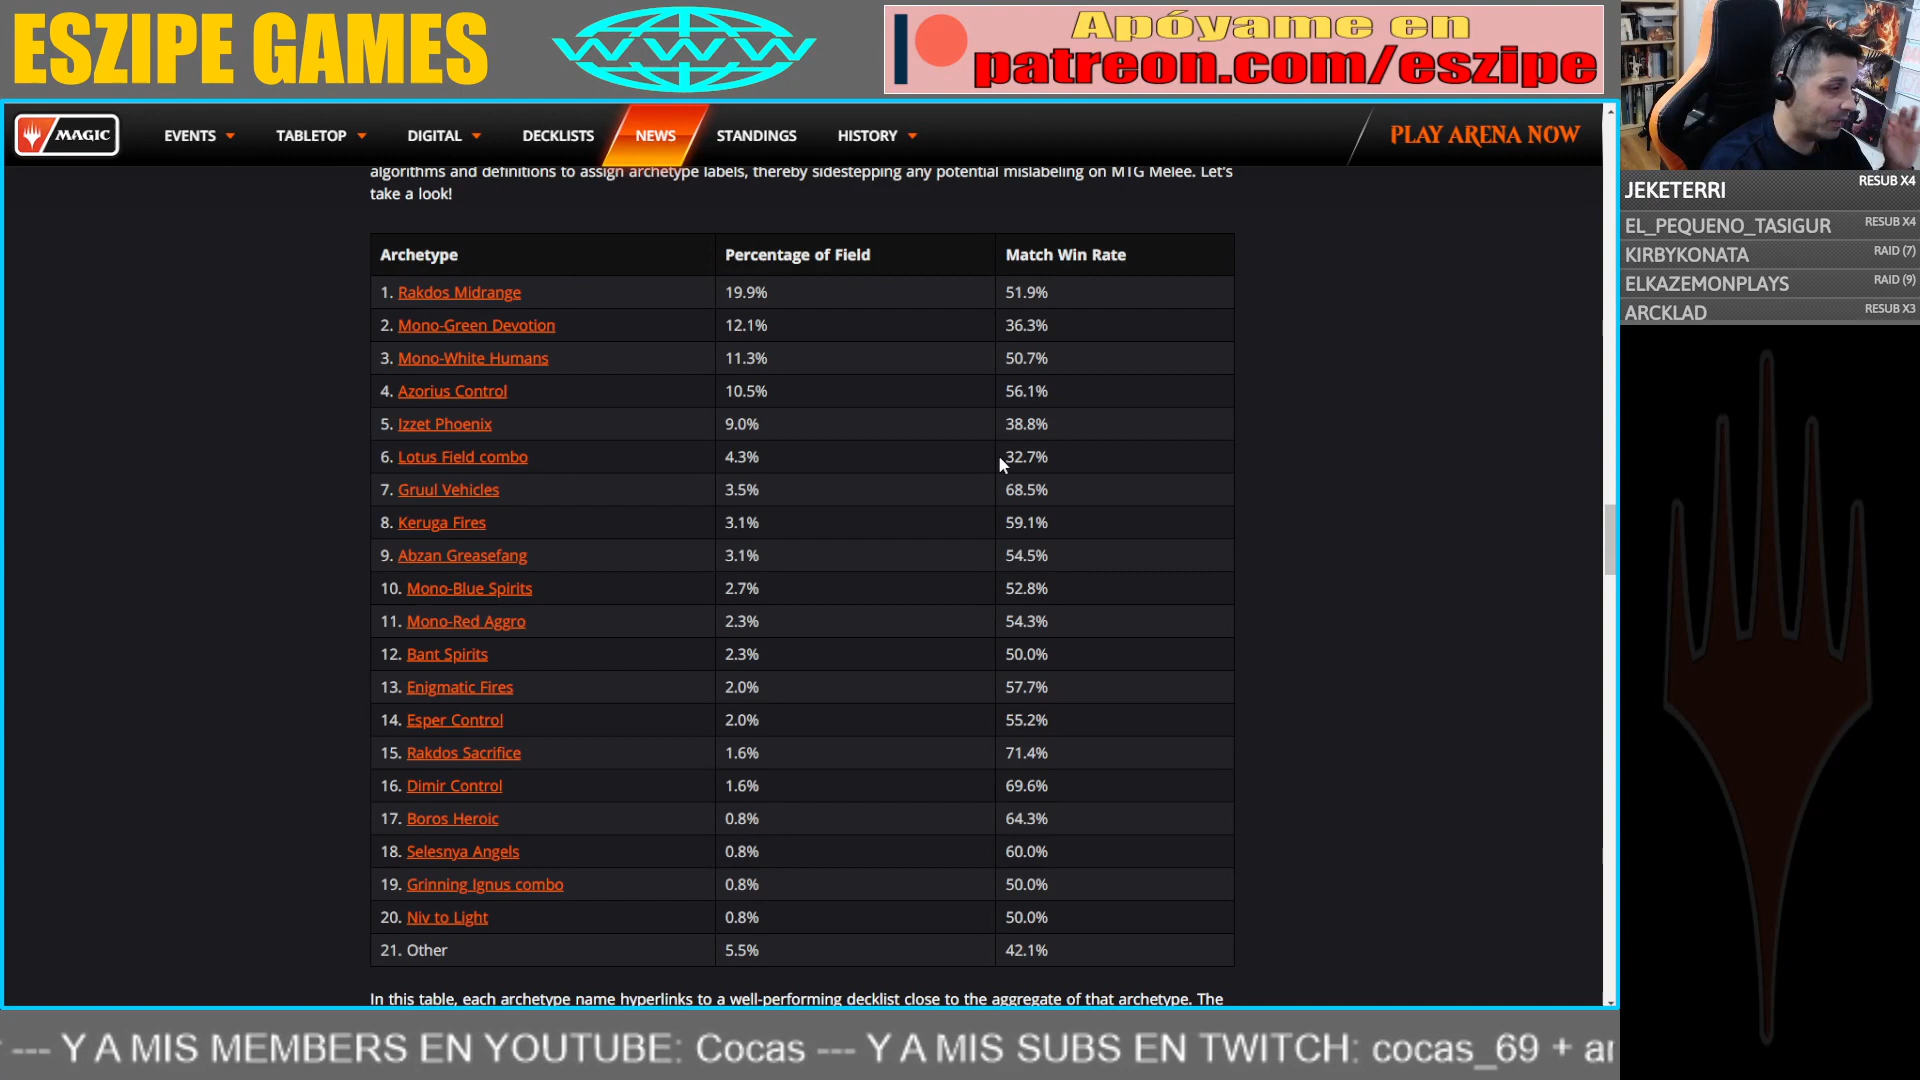 ESZIPE GAMES
WWW
Apóyame en
patreon.com/eszipe
MAGIC
EVENTS
TABLETOP
DIGITAL
DECKLISTS
NEWS
STANDINGS
HISTORY
PLAY ARENA NOW
JEKETERRI RESUB X4
EL_PEQUENO_TASIGUR RESUB X4
KIRBYKONATA RAID (7)
ELKAZEMONPLAYS RAID (9)
ARCKLAD RESUB X3
algorithms and definitions to assign archetype labels, thereby sidestepping any potential mislabeling on MTG Melee. Let's
take a look!
Archetype Percentage of Field Match Win Rate
1. Rakdos Midrange 19.9% 51.9%
2. Mono-Green Devotion 12.1% 36.3%
3. Mono-White Humans 11.3% 50.7%
4. Azorius Control 10.5% 56.1%
5. Izzet Phoenix 9.0% 38.8%
6. Lotus Field combo 4.3% 32.7%
7. Gruul Vehicles 3.5% 68.5%
8. Keruga Fires 3.1% 59.1%
9. Abzan Greasefang 3.1% 54.5%
10. Mono-Blue Spirits 2.7% 52.8%
11. Mono-Red Aggro 2.3% 54.3%
12. Bant Spirits 2.3% 50.0%
13. Enigmatic Fires 2.0% 57.7%
14. Esper Control 2.0% 55.2%
15. Rakdos Sacrifice 1.6% 71.4%
16. Dimir Control 1.6% 69.6%
17. Boros Heroic 0.8% 64.3%
18. Selesnya Angels 0.8% 60.0%
19. Grinning Ignus combo 0.8% 50.0%
20. Niv to Light 0.8% 50.0%
21. Other 5.5% 42.1%
In this table, each archetype name hyperlinks to a well-performing decklist close to the aggregate of that archetype. The
--- Y A MIS MEMBERS EN YOUTUBE: Cocas --- Y A MIS SUBS EN TWITCH: cocas_69 + ar